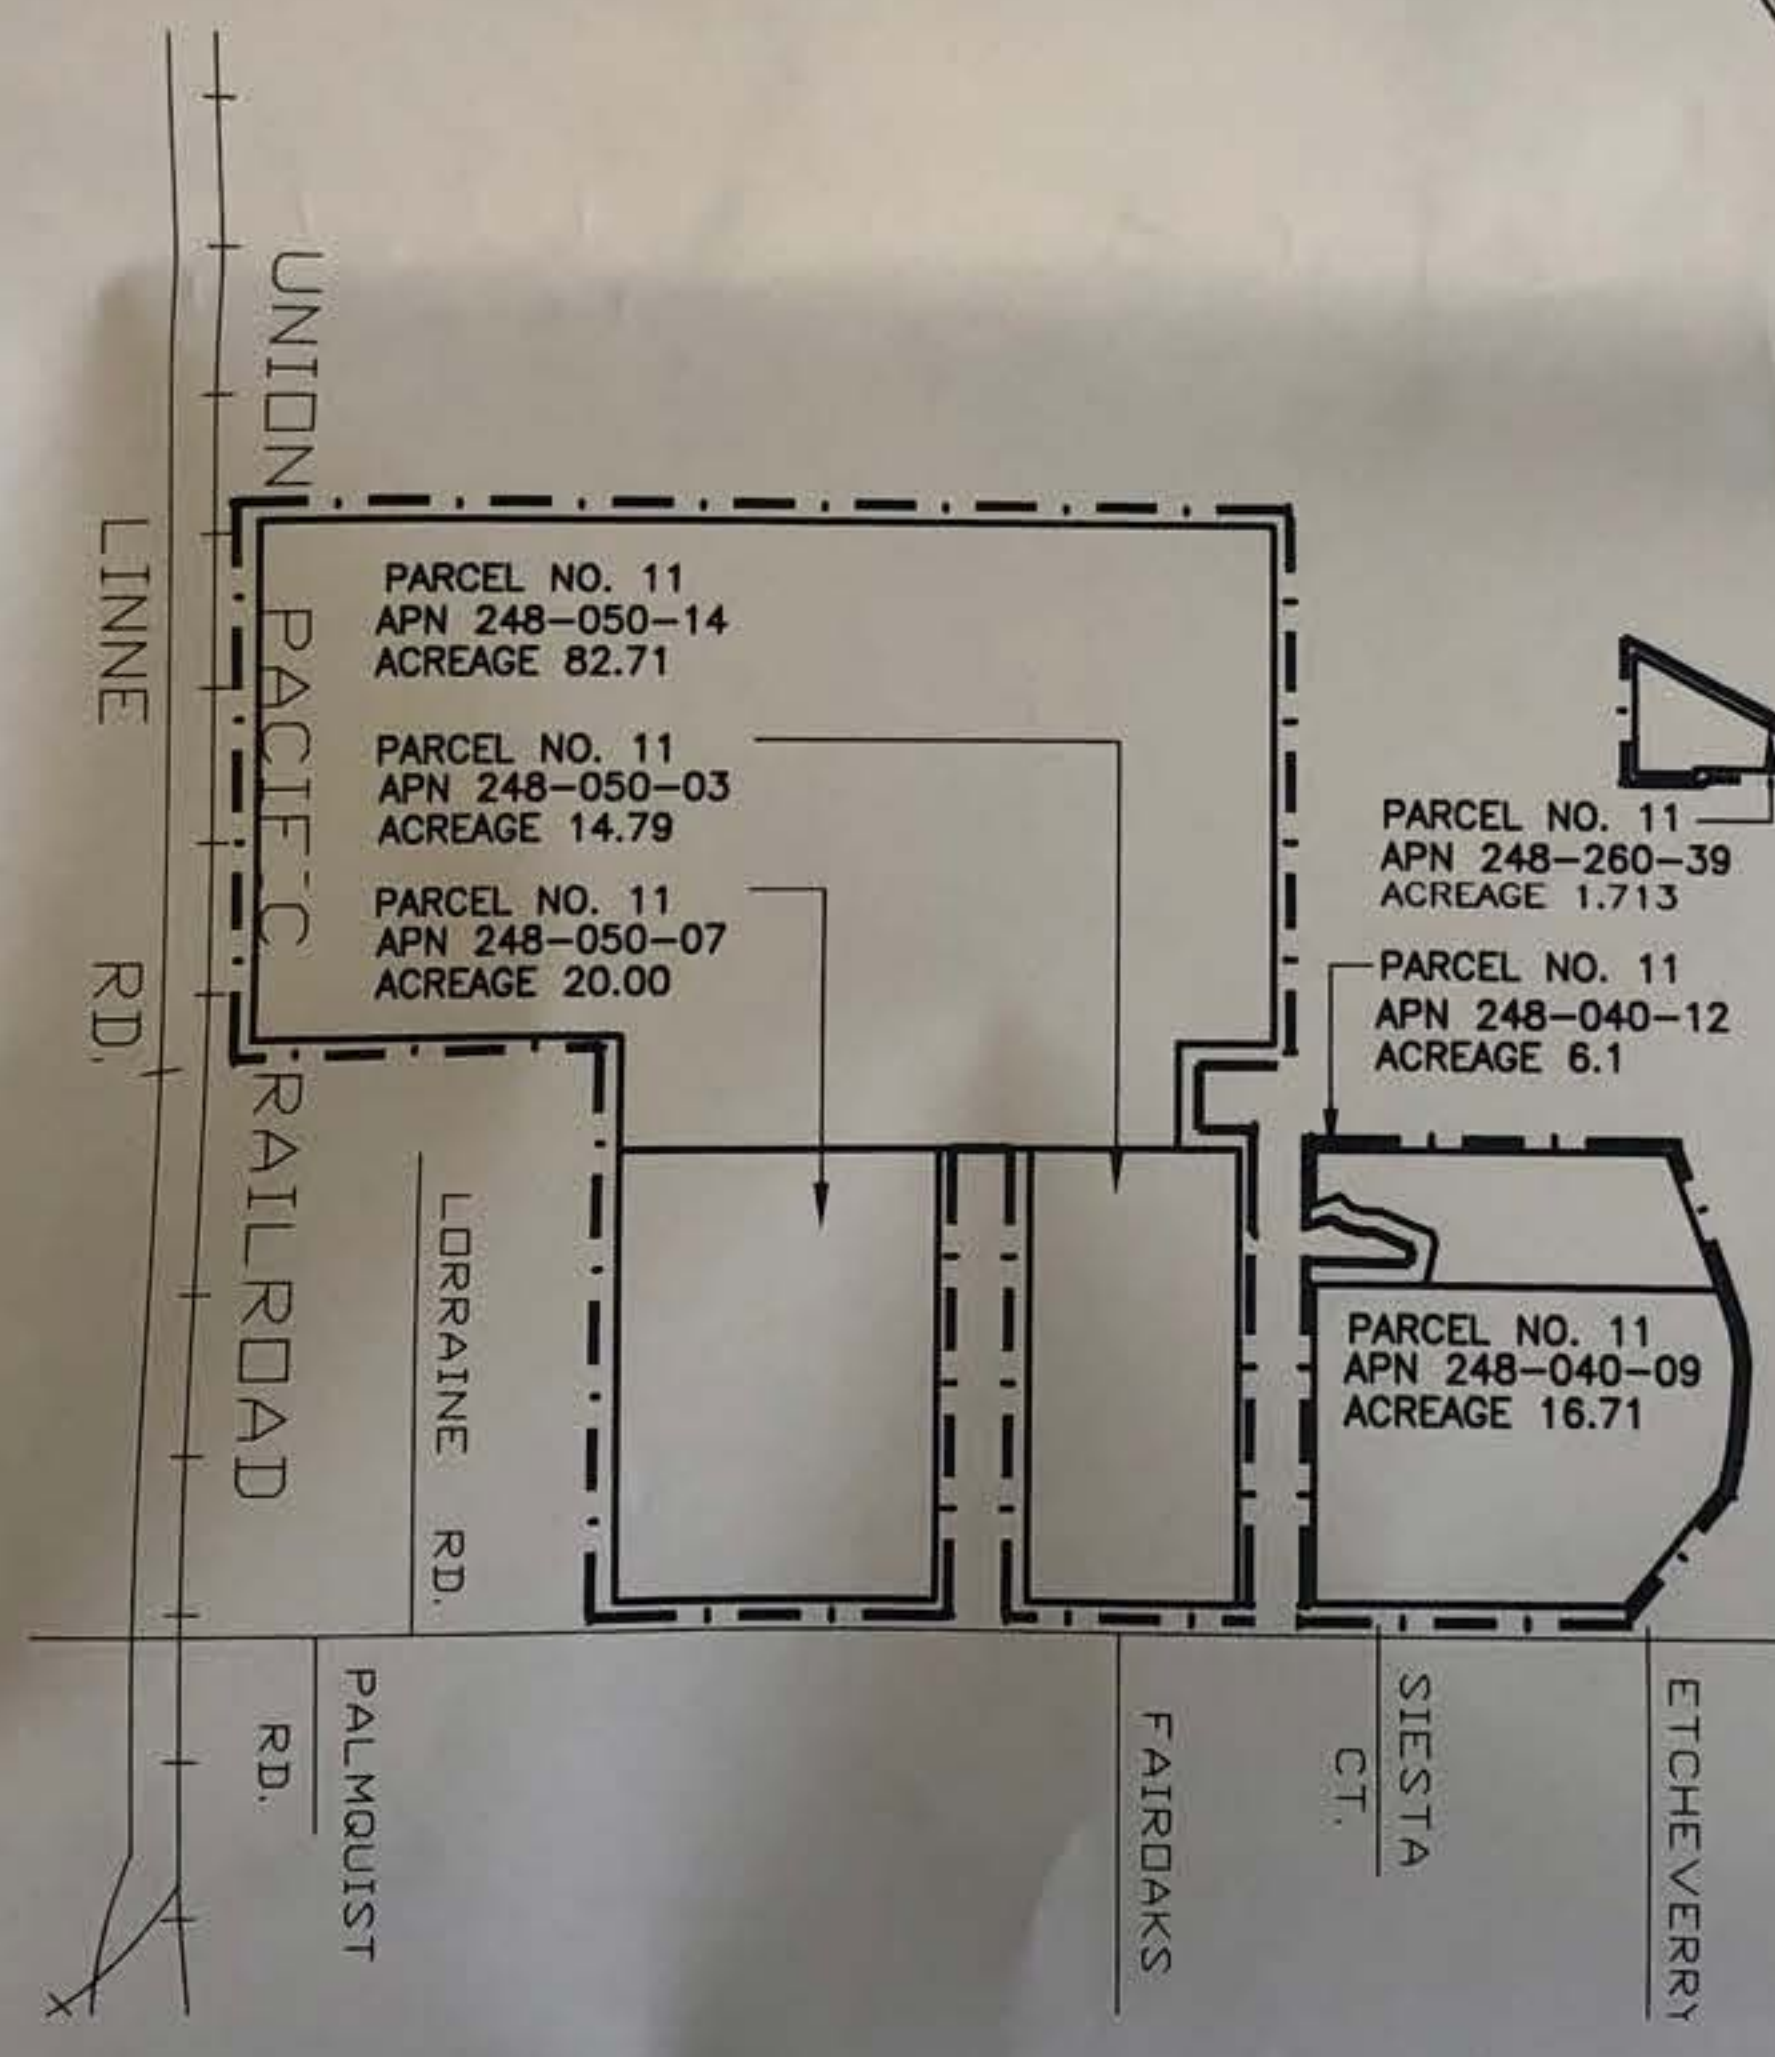 UNION PACIFIC RAILROAD
LINNE RD.
PARCEL NO. 11
APN 248-050-14
ACREAGE 82.71
PARCEL NO. 11
APN 248-050-03
ACREAGE 14.79
PARCEL NO. 11
APN 248-050-07
ACREAGE 20.00
PARCEL NO. 11
APN 248-260-39
ACREAGE 1.713
PARCEL NO. 11
APN 248-040-12
ACREAGE 6.1
PARCEL NO. 11
APN 248-040-09
ACREAGE 16.71
LORRAINE RD.
PALMQUIST
RD.
FAIROAKS
SIESTA
CT.
ETCHEVERRY